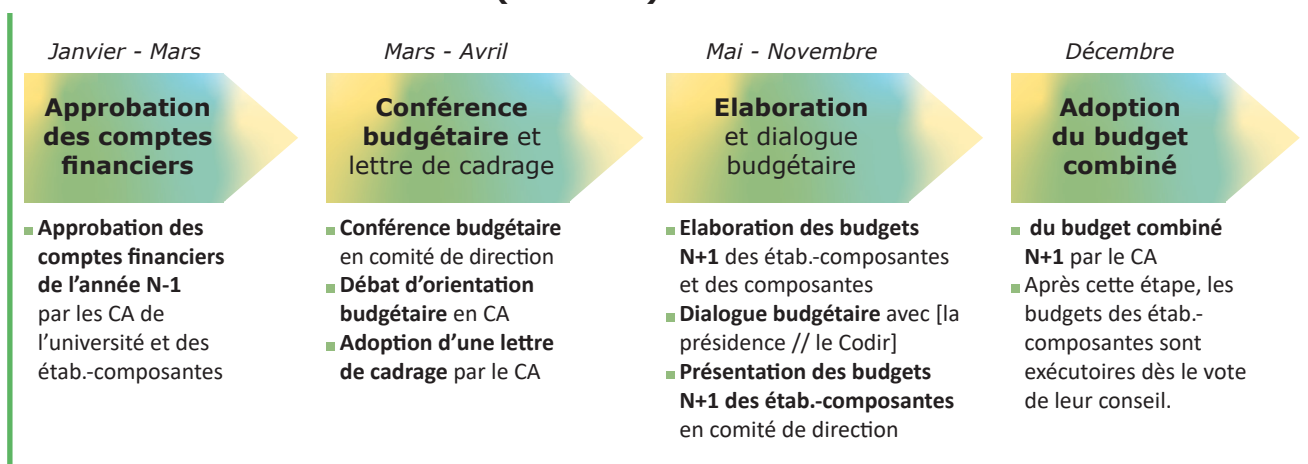 Janvier - Mars
Approbation
des comptes
financiers
Approbation des
comptes financiers
de l'année N-1
par les CA de
l'université et des
étab.-composantes
Mars - Avril
Conférence
budgétaire et
lettre de cadrage
Conférence budgétaire
en comité de direction
Débat d'orientation
budgétaire en CA
Adoption d'une lettre
de cadrage par le CA
Mai - Novembre
Elaboration
et dialogue
budgétaire
Elaboration des budgets
N+1 des étab.-composantes
et des composantes
Dialogue budgétaire avec [la
présidence // le Codir]
Présentation des budgets
N+1 des étab.-composantes
en comité de direction
Décembre
Adoption
du budget
combiné
du budget combiné
N+1 par le CA
Après cette étape, les
budgets des étab.-
composantes sont
exécutoires dès le vote
de leur conseil.